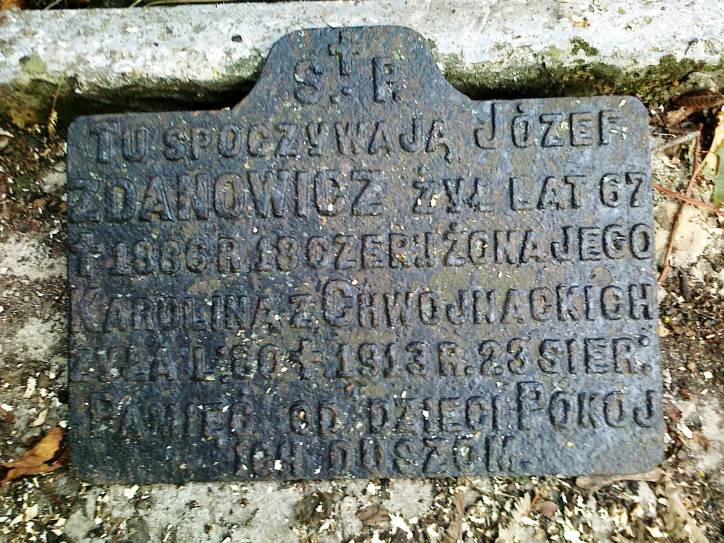 Ś. † P.
TU SPOCZYWAJĄ JÓZEF
ZDANOWICZ ŻYŁ LAT 67
† 1886 R. 18 CZERW. ŻONA JEGO
KAROLINA Z CHWOJNACKICH
ŻYŁA L: 80 † 1913 R. 23 SIER:
PAMIĘĆ OD DZIECI POKÓJ
ICH DUSZOM.